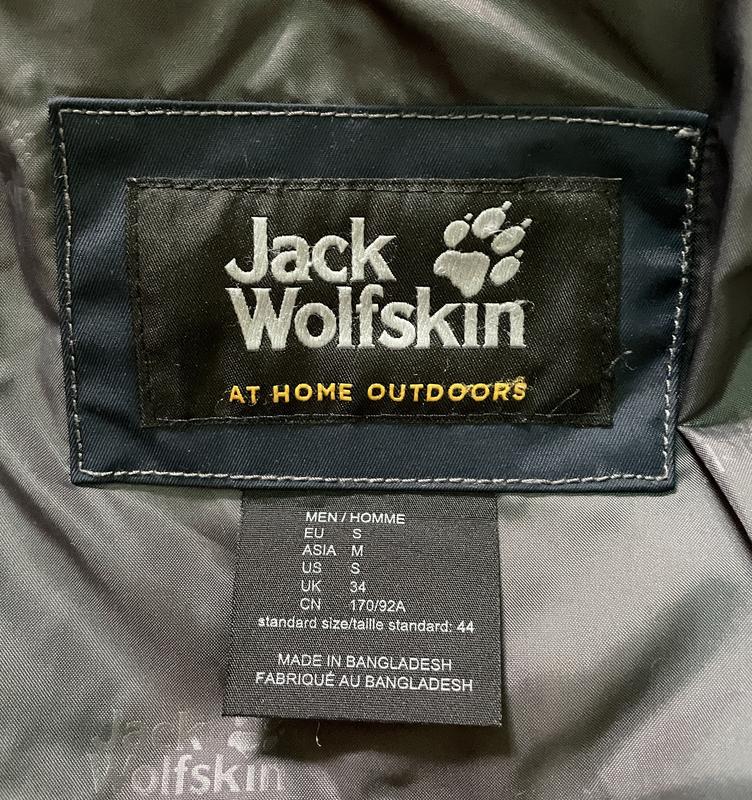 Jack
Wolfskin
AT HOME OUTDOORS
MEN / HOMME
EU S
ASIA M
US S
UK 34
CN 170/92A
standard size/taille standard: 44
MADE IN BANGLADESH
FABRIQUÉ AU BANGLADESH
Jack
Wolfskin